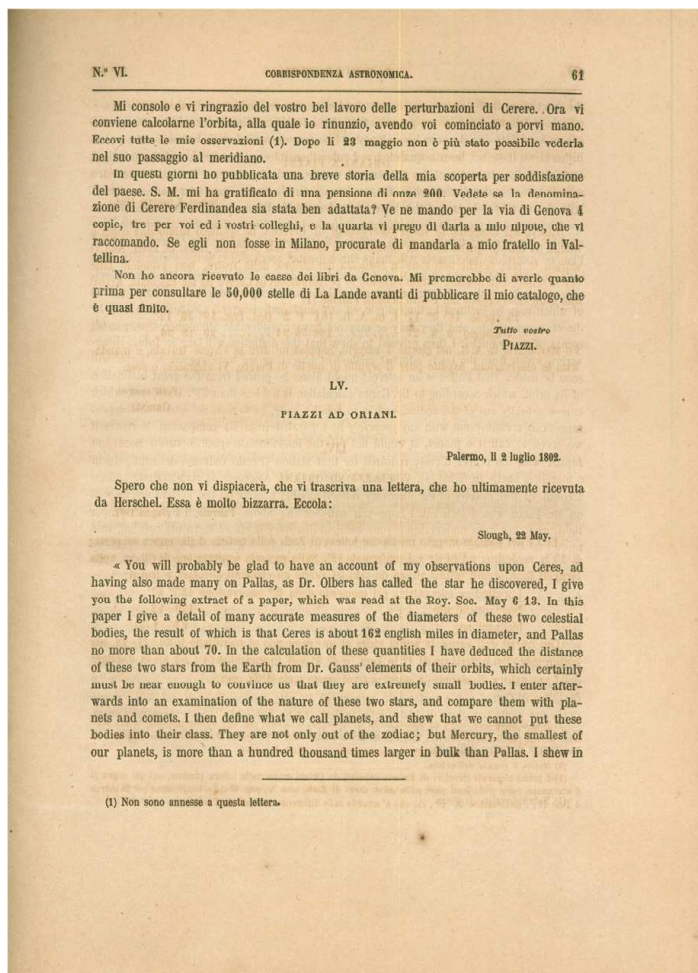 N.º VI.
CORRISPONDENZA ASTRONOMICA.
61
Mi consolo e vi ringrazio del vostro bel lavoro delle perturbazioni di Cerere. Ora vi
conviene calcolarne l'orbita, alla quale io rinunzio, avendo voi cominciato a porvi mano.
Eccovi tutte le mie osservazioni (1). Dopo li 23 maggio non è più stato possibile vederla
nel suo passaggio al meridiano.
In questi giorni ho pubblicata una breve storia della mia scoperta per soddisfazione
del paese. S. M. mi ha gratificato di una pensione di onze 200. Vedete se la denomina-
zione di Cerere Ferdinandea sia stata ben adattata? Ve ne mando per la via di Genova 4
copie, tre per voi ed i vostri colleghi, e la quarta vi prego di darla a mio nipote, che vi
raccomando. Se egli non fosse in Milano, procurate di mandarla a mio fratello in Val-
tellina.
Non ho ancora ricevuto le casse dei libri da Genova. Mi premerebbe di averle quanto
prima per consultare le 50,000 stelle di La Lande avanti di pubblicare il mio catalogo, che
è quasi finito.
Tutto vostro
PIAZZI.
LV.
PIAZZI AD ORIANI.
Palermo, li 2 luglio 1802.
Spero che non vi dispiacerà, che vi trascriva una lettera, che ho ultimamente ricevuta
da Herschel. Essa è molto bizzarra. Eccola:
Slough, 22 May.
« You will probably be glad to have an account of my observations upon Ceres, ad
having also made many on Pallas, as Dr. Olbers has called the star he discovered, I give
you the following extract of a paper, which was read at the Roy. Soc. May 6 13. In this
paper I give a detail of many accurate measures of the diameters of these two celestial
bodies, the result of which is that Ceres is about 162 english miles in diameter, and Pallas
no more than about 70. In the calculation of these quantities I have deduced the distance
of these two stars from the Earth from Dr. Gauss' elements of their orbits, which certainly
must be near enough to convince us that they are extremely small bodies. I enter after-
wards into an examination of the nature of these two stars, and compare them with pla-
nets and comets. I then define what we call planets, and shew that we cannot put these
bodies into their class. They are not only out of the zodiac; but Mercury, the smallest of
our planets, is more than a hundred thousand times larger in bulk than Pallas. I shew in
(1) Non sono annesse a questa lettera.